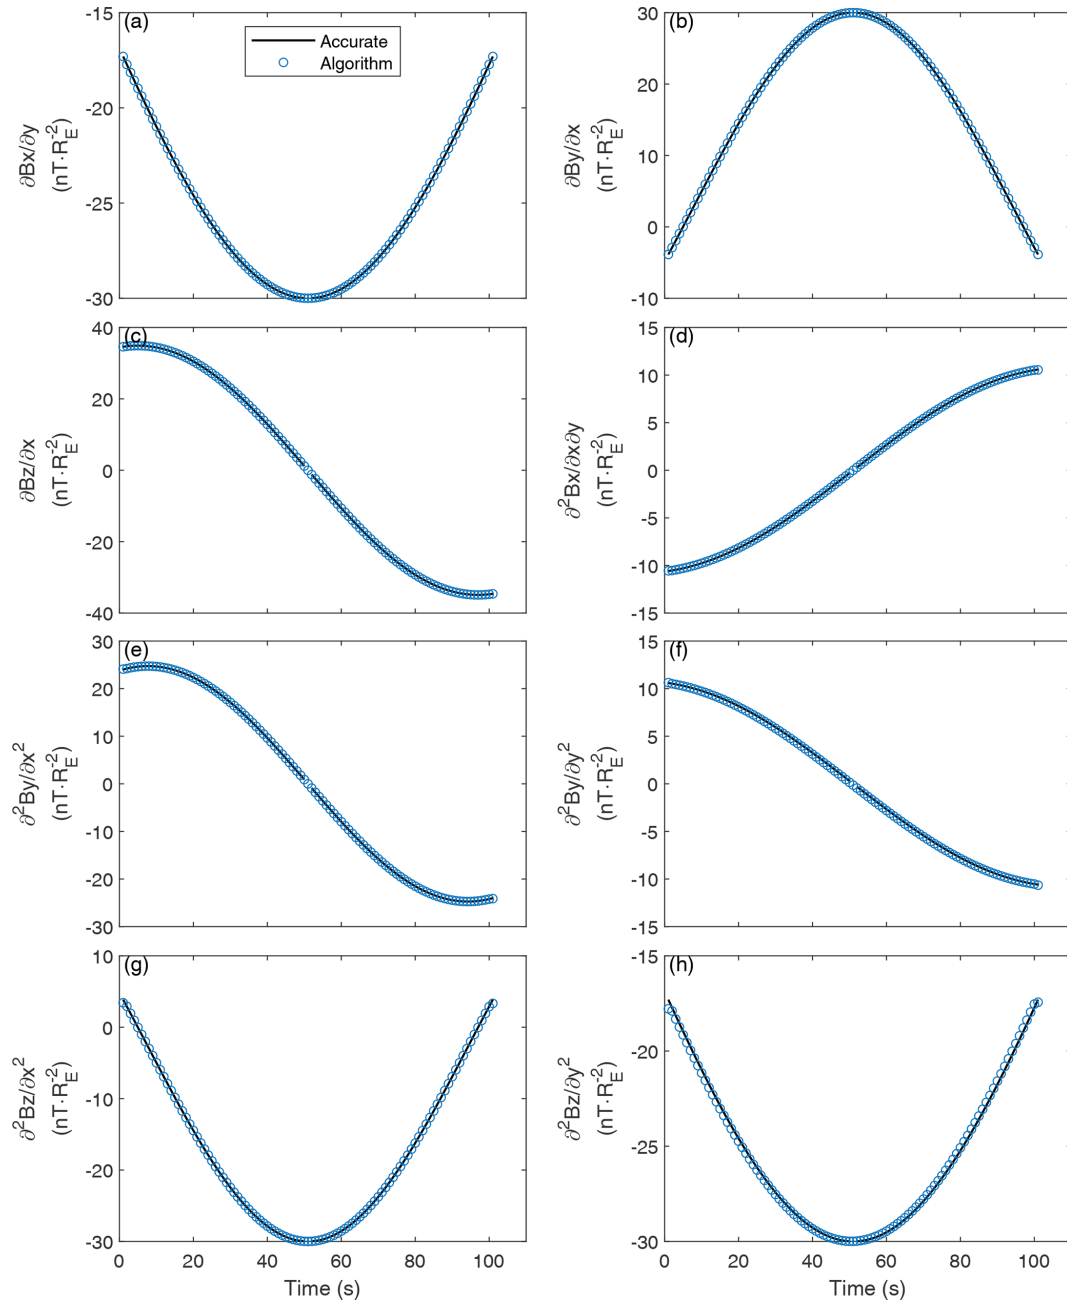 (a)
Accurate
Algorithm
-15
-20
-25
-30
∂Bx/∂y
(nT·R_E^-2)
(b)
30
20
10
0
-10
∂By/∂x
(nT·R_E^-2)
(c)
40
20
0
-20
-40
∂Bz/∂x
(nT·R_E^-2)
(d)
15
10
5
0
-5
-10
-15
∂²Bx/∂x∂y
(nT·R_E^-2)
(e)
30
20
10
0
-10
-20
-30
∂²By/∂x²
(nT·R_E^-2)
(f)
15
10
5
0
-5
-10
-15
∂²By/∂y²
(nT·R_E^-2)
(g)
10
0
-10
-20
-30
∂²Bz/∂x²
(nT·R_E^-2)
0 20 40 60 80 100
Time (s)
(h)
-15
-20
-25
-30
∂²Bz/∂y²
(nT·R_E^-2)
0 20 40 60 80 100
Time (s)